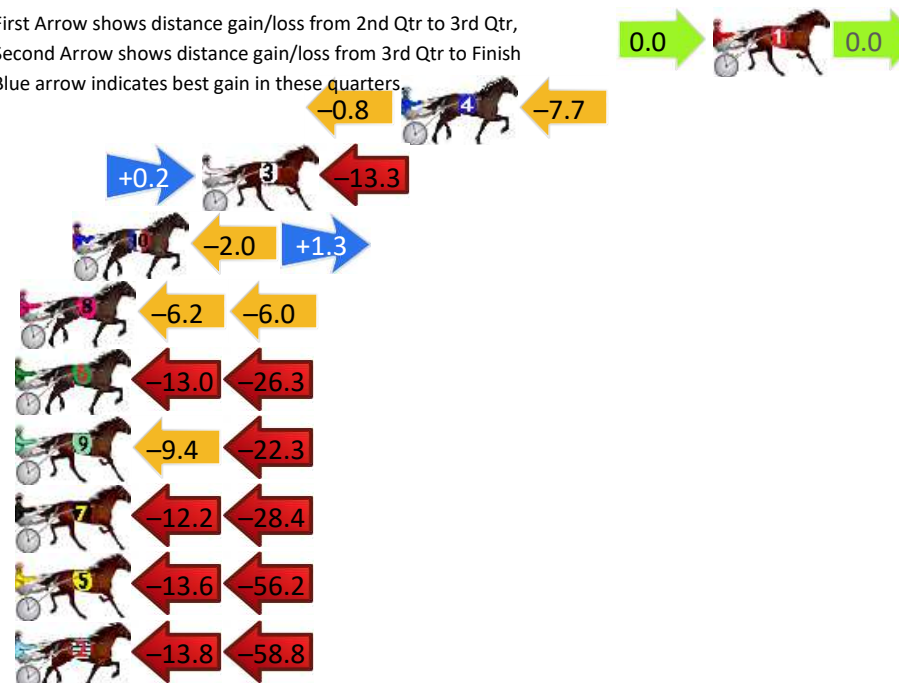 First Arrow shows distance gain/loss from 2nd Qtr to 3rd Qtr,
Second Arrow shows distance gain/loss from 3rd Qtr to Finish
Blue arrow indicates best gain in these quarters.
0.0 1 0.0
–0.8 4 –7.7
+0.2 3 –13.3
10 –2.0 +1.3
8 –6.2 –6.0
6 –13.0 –26.3
9 –9.4 –22.3
7 –12.2 –28.4
5 –13.6 –56.2
2 –13.8 –58.8